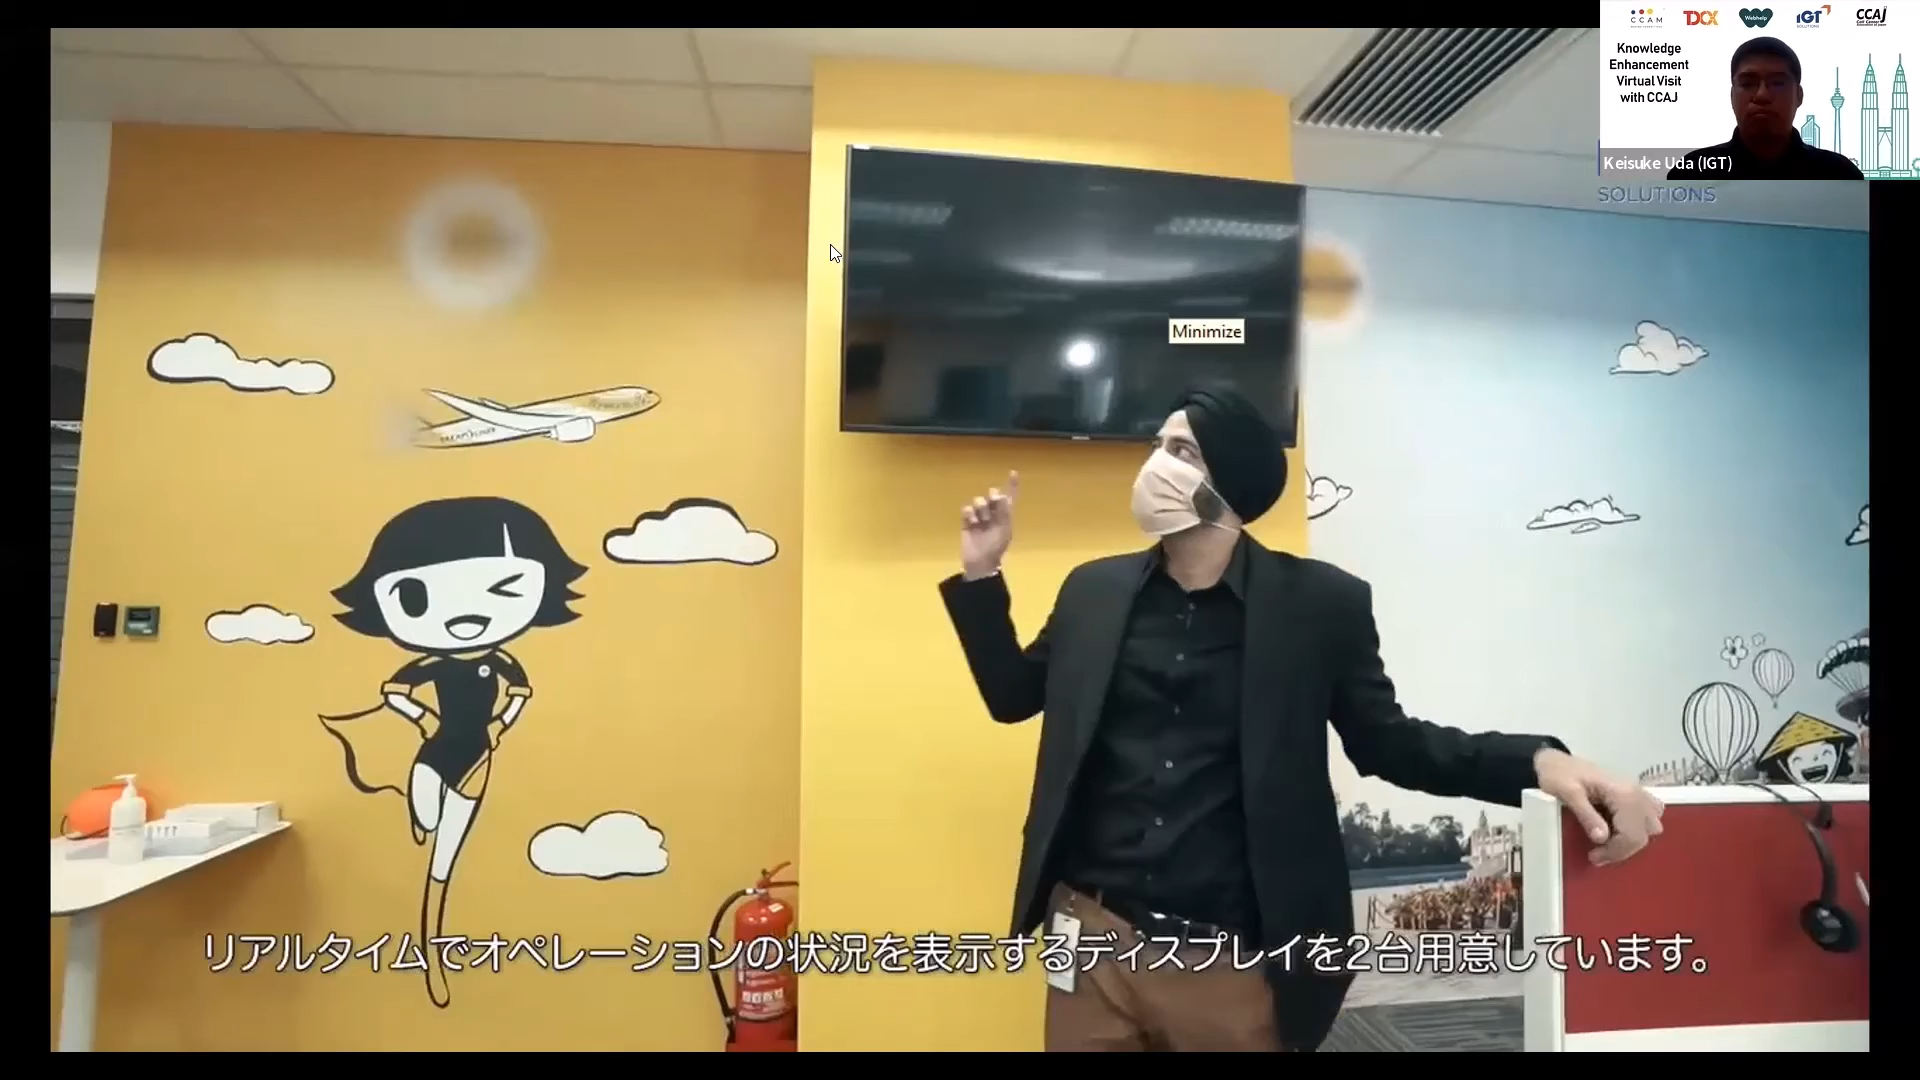 CCAM
TDCX
Webhelp
IGT
SOLUTIONS
CCAJ
Knowledge
Enhancement
Virtual Visit
with CCAJ
Keisuke Uda (IGT)
SOLUTIONS
Minimize
リアルタイムでオペレーションの状況を表示するディスプレイを2台用意しています。